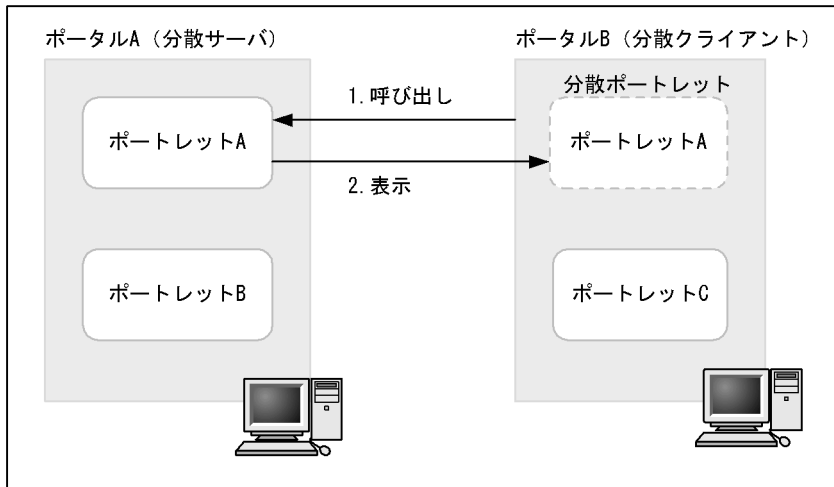 ポータルA（分散サーバ）
ポータルB（分散クライアント）
分散ポートレット
1. 呼び出し
ポートレットA
ポートレットA
2. 表示
ポートレットB
ポートレットC